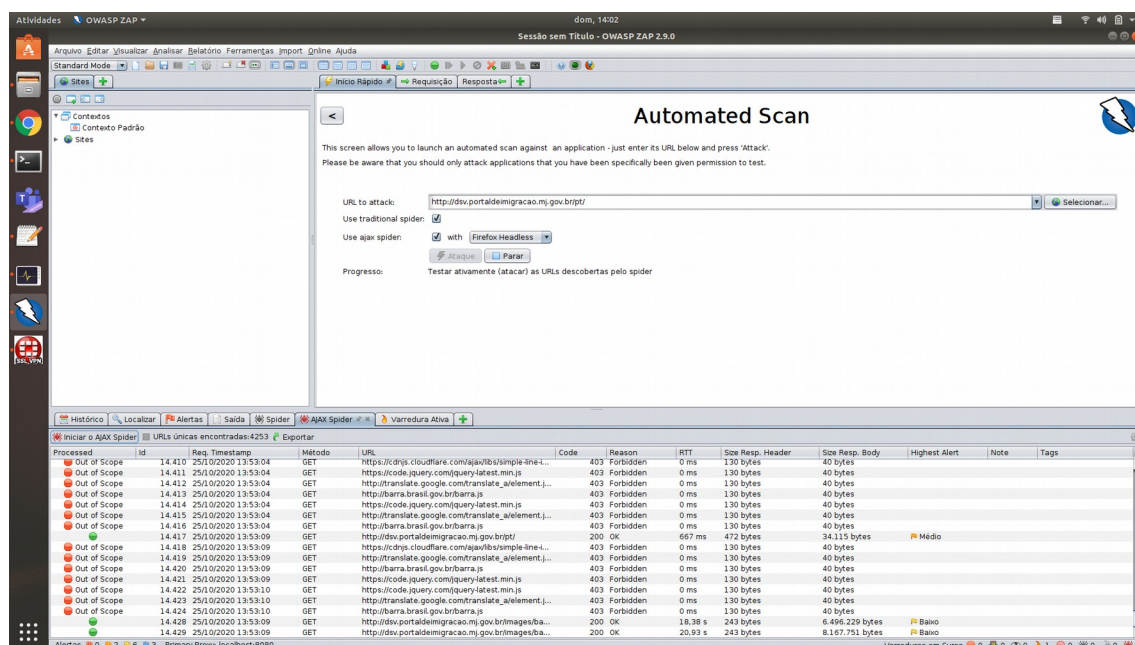 Atividades OWASP ZAP dom, 14:02
Sessão sem Título - OWASP ZAP 2.9.0
Arquivo Editar Visualizar Analisar Relatório Ferramentas Import Online Ajuda
Standard Mode
Sites
Início Rápido Requisição Resposta
Contextos
Contexto Padrão
Sites
<
Automated Scan
This screen allows you to launch an automated scan against an application - just enter its URL below and press 'Attack'.
Please be aware that you should only attack applications that you have been specifically been given permission to test.
URL to attack: http://dsv.portaldeimigracao.mj.gov.br/pt/ Selecionar...
Use traditional spider:
Use ajax spider: with Firefox Headless
Ataque Parar
Progresso: Testar ativamente (atacar) as URLs descobertas pelo spider
SSL VPN
Histórico Localizar Alertas Saída Spider AJAX Spider Varredura Ativa
Iniciar o AJAX Spider URLs únicas encontradas:4253 Exportar
Processed Id Req. Timestamp Método URL Code Reason RTT Size Resp. Header Size Resp. Body Highest Alert Note Tags
Out of Scope 14.410 25/10/2020 13:53:04 GET https://cdnjs.cloudflare.com/ajax/libs/simple-line-i... 403 Forbidden 0 ms 130 bytes 40 bytes
Out of Scope 14.411 25/10/2020 13:53:04 GET https://code.jquery.com/jquery-latest.min.js 403 Forbidden 0 ms 130 bytes 40 bytes
Out of Scope 14.412 25/10/2020 13:53:04 GET http://translate.google.com/translate_a/element.j... 403 Forbidden 0 ms 130 bytes 40 bytes
Out of Scope 14.413 25/10/2020 13:53:04 GET http://barra.brasil.gov.br/barra.js 403 Forbidden 0 ms 130 bytes 40 bytes
Out of Scope 14.414 25/10/2020 13:53:04 GET https://code.jquery.com/jquery-latest.min.js 403 Forbidden 0 ms 130 bytes 40 bytes
Out of Scope 14.415 25/10/2020 13:53:04 GET http://translate.google.com/translate_a/element.j... 403 Forbidden 0 ms 130 bytes 40 bytes
Out of Scope 14.416 25/10/2020 13:53:04 GET http://barra.brasil.gov.br/barra.js 403 Forbidden 0 ms 130 bytes 40 bytes
14.417 25/10/2020 13:53:09 GET http://dsv.portaldeimigracao.mj.gov.br/pt/ 200 OK 667 ms 472 bytes 34.115 bytes Médio
Out of Scope 14.418 25/10/2020 13:53:09 GET https://cdnjs.cloudflare.com/ajax/libs/simple-line-i... 403 Forbidden 0 ms 130 bytes 40 bytes
Out of Scope 14.419 25/10/2020 13:53:09 GET http://translate.google.com/translate_a/element.j... 403 Forbidden 0 ms 130 bytes 40 bytes
Out of Scope 14.420 25/10/2020 13:53:09 GET http://barra.brasil.gov.br/barra.js 403 Forbidden 0 ms 130 bytes 40 bytes
Out of Scope 14.421 25/10/2020 13:53:09 GET https://code.jquery.com/jquery-latest.min.js 403 Forbidden 0 ms 130 bytes 40 bytes
Out of Scope 14.422 25/10/2020 13:53:10 GET https://code.jquery.com/jquery-latest.min.js 403 Forbidden 0 ms 130 bytes 40 bytes
Out of Scope 14.423 25/10/2020 13:53:10 GET http://translate.google.com/translate_a/element.j... 403 Forbidden 0 ms 130 bytes 40 bytes
Out of Scope 14.424 25/10/2020 13:53:10 GET http://barra.brasil.gov.br/barra.js 403 Forbidden 0 ms 130 bytes 40 bytes
14.428 25/10/2020 13:53:09 GET http://dsv.portaldeimigracao.mj.gov.br/images/ba... 200 OK 18,38 s 243 bytes 6.496.229 bytes Baixo
14.429 25/10/2020 13:53:09 GET http://dsv.portaldeimigracao.mj.gov.br/images/ba... 200 OK 20,93 s 243 bytes 8.167.751 bytes Baixo
Alertas 0 2 6 3 Primary Proxy: localhost:8080 Varreduras em Curso